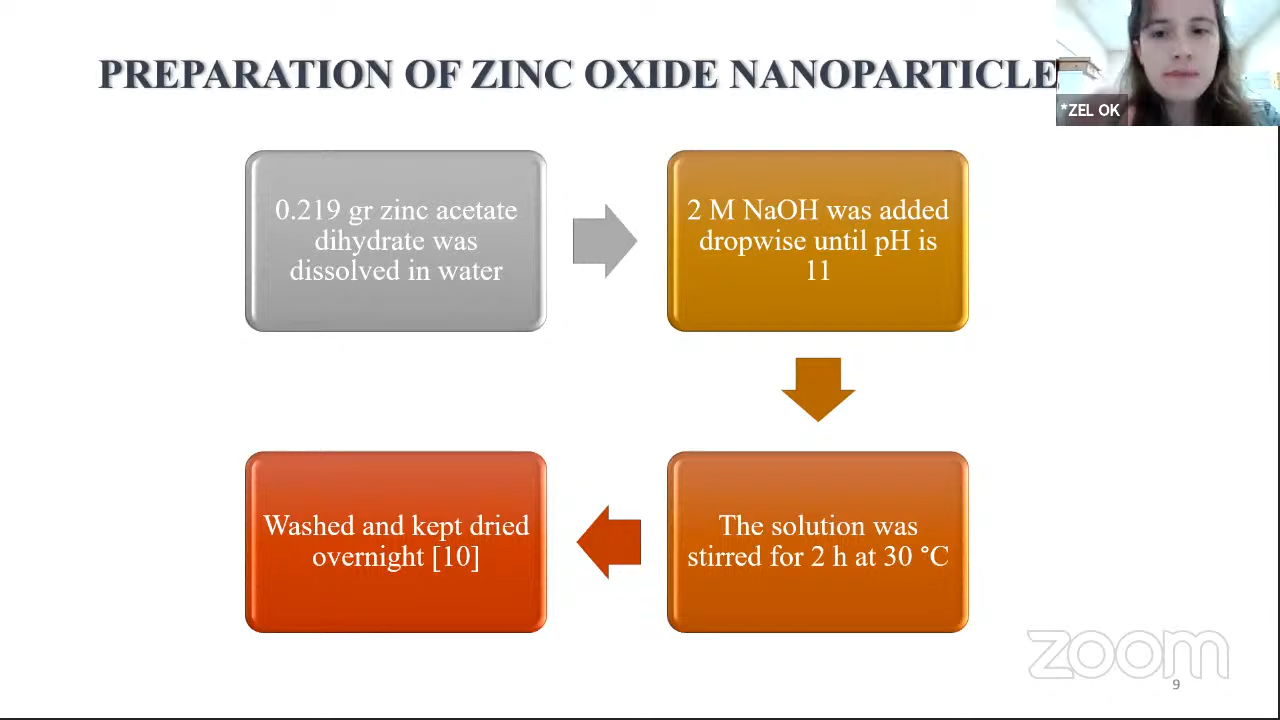 PREPARATION OF ZINC OXIDE NANOPARTICLE
*ZEL OK
0.219 gr zinc acetate
dihydrate was
dissolved in water
2 M NaOH was added
dropwise until pH is
11
The solution was
stirred for 2 h at 30 °C
Washed and kept dried
overnight [10]
zoom
9